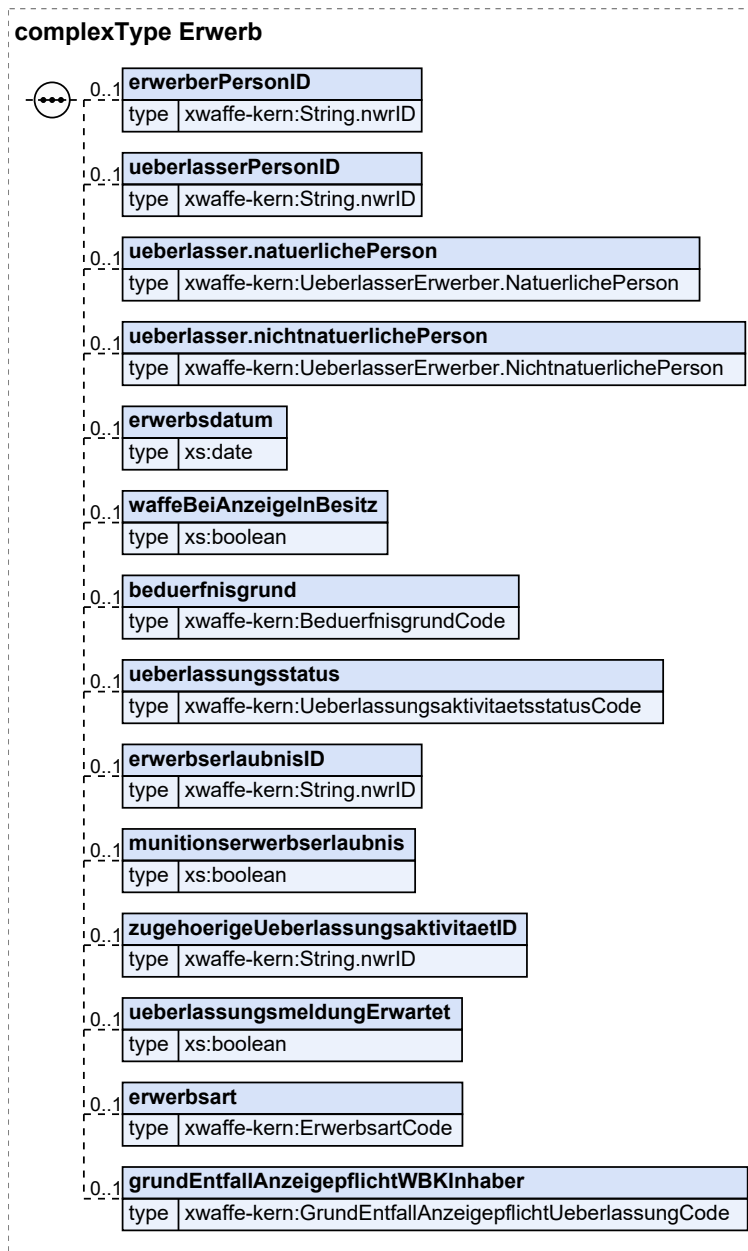 complexType Erwerb
0..1 erwerberPersonID
type xwaffe-kern:String.nwrID
0..1 ueberlasserPersonID
type xwaffe-kern:String.nwrID
0..1 ueberlasser.natuerlichePerson
type xwaffe-kern:UeberlasserErwerber.NatuerlichePerson
0..1 ueberlasser.nichtnatuerlichePerson
type xwaffe-kern:UeberlasserErwerber.NichtnatuerlichePerson
0..1 erwerbsdatum
type xs:date
0..1 waffeBeiAnzeigeInBesitz
type xs:boolean
0..1 beduerfnisgrund
type xwaffe-kern:BeduerfnisgrundCode
0..1 ueberlassungsstatus
type xwaffe-kern:UeberlassungsaktivitaetsstatusCode
0..1 erwerbserlaubnisID
type xwaffe-kern:String.nwrID
0..1 munitionserwerbserlaubnis
type xs:boolean
0..1 zugehoerigeUeberlassungsaktivitaetID
type xwaffe-kern:String.nwrID
0..1 ueberlassungsmeldungErwartet
type xs:boolean
0..1 erwerbsart
type xwaffe-kern:ErwerbsartCode
0..1 grundEntfallAnzeigepflichtWBKInhaber
type xwaffe-kern:GrundEntfallAnzeigepflichtUeberlassungCode